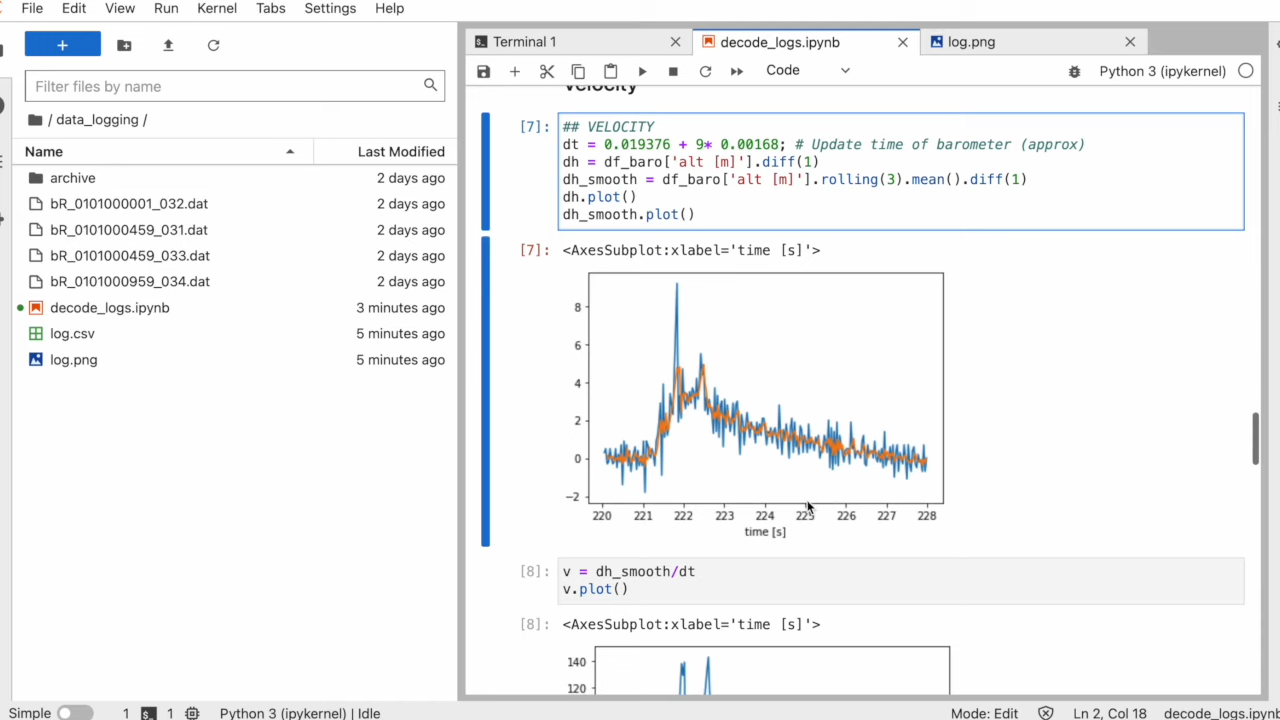 File Edit View Run Kernel Tabs Settings Help
+
Filter files by name
/ data_logging /
Name Last Modified
archive 2 days ago
bR_0101000001_032.dat 2 days ago
bR_0101000459_031.dat 2 days ago
bR_0101000459_033.dat 2 days ago
bR_0101000959_034.dat 2 days ago
decode_logs.ipynb 3 minutes ago
log.csv 5 minutes ago
log.png 5 minutes ago
Terminal 1 decode_logs.ipynb log.png
Code Python 3 (ipykernel)
Velocity
[7]: ## VELOCITY
dt = 0.019376 + 9* 0.00168; # Update time of barometer (approx)
dh = df_baro['alt [m]'].diff(1)
dh_smooth = df_baro['alt [m]'].rolling(3).mean().diff(1)
dh.plot()
dh_smooth.plot()
[7]: <AxesSubplot:xlabel='time [s]'>
8
6
4
2
0
−2
220 221 222 223 224 225 226 227 228
time [s]
[8]: v = dh_smooth/dt
v.plot()
[8]: <AxesSubplot:xlabel='time [s]'>
140
120
Simple 1 1 Python 3 (ipykernel) | Idle Mode: Edit Ln 2, Col 18 decode_logs.ipynb